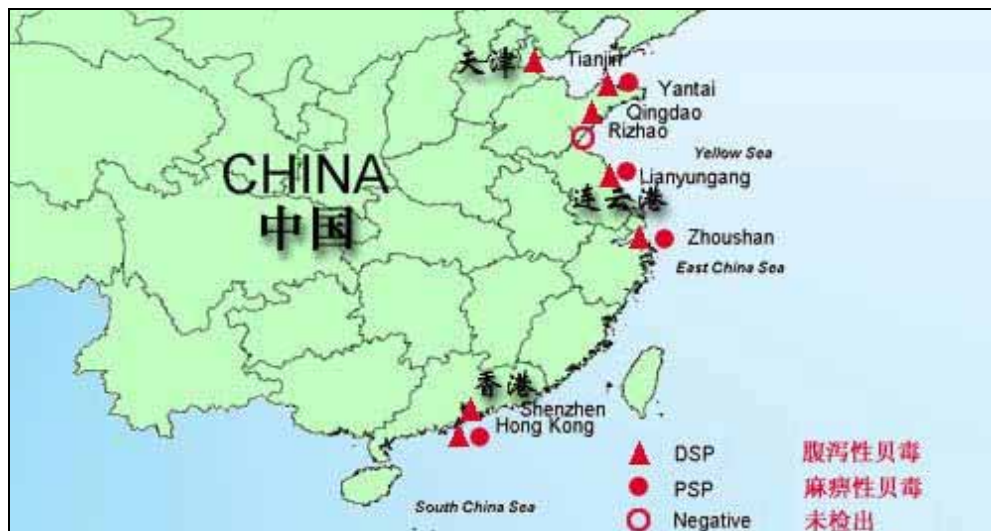 天津
Tianjin
Yantai
Qingdao
Rizhao
Yellow Sea
CHINA
中国
Lianyungang
连云港
Zhoushan
East China Sea
香港
Shenzhen
Hong Kong
DSP 腹泻性贝毒
PSP 麻痹性贝毒
South China Sea
Negative 未检出